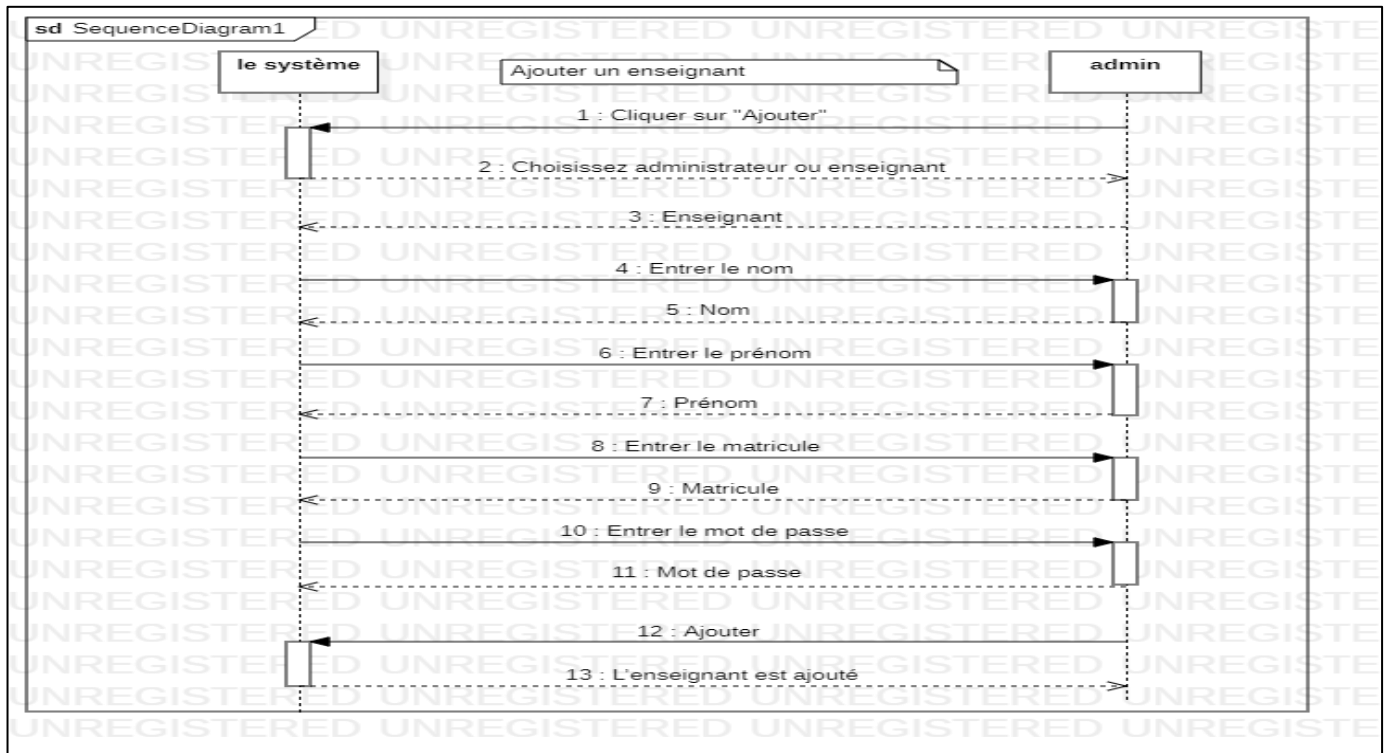 sd SequenceDiagram1
le système
Ajouter un enseignant
admin
1 : Cliquer sur "Ajouter"
2 : Choisissez administrateur ou enseignant
3 : Enseignant
4 : Entrer le nom
5 : Nom
6 : Entrer le prénom
7 : Prénom
8 : Entrer le matricule
9 : Matricule
10 : Entrer le mot de passe
11 : Mot de passe
12 : Ajouter
13 : L'enseignant est ajouté
UNREGISTERED UNREGISTERED UNREGISTERED UNREGISTE